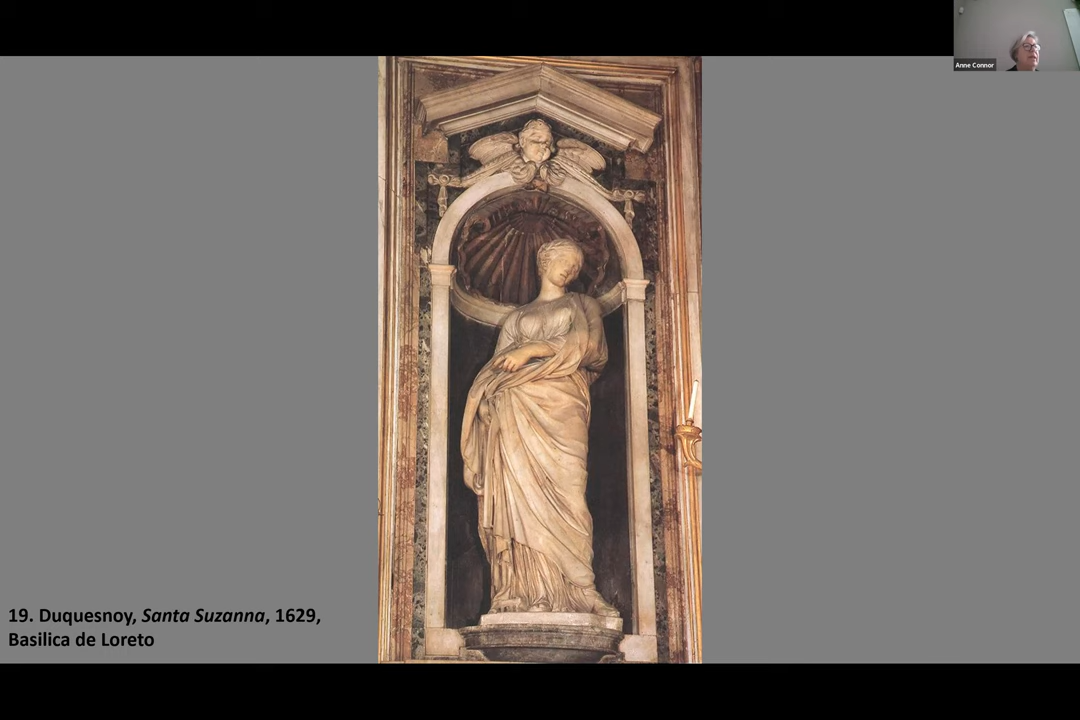 Anne Connor
19. Duquesnoy, Santa Suzanna, 1629,
Basilica de Loreto